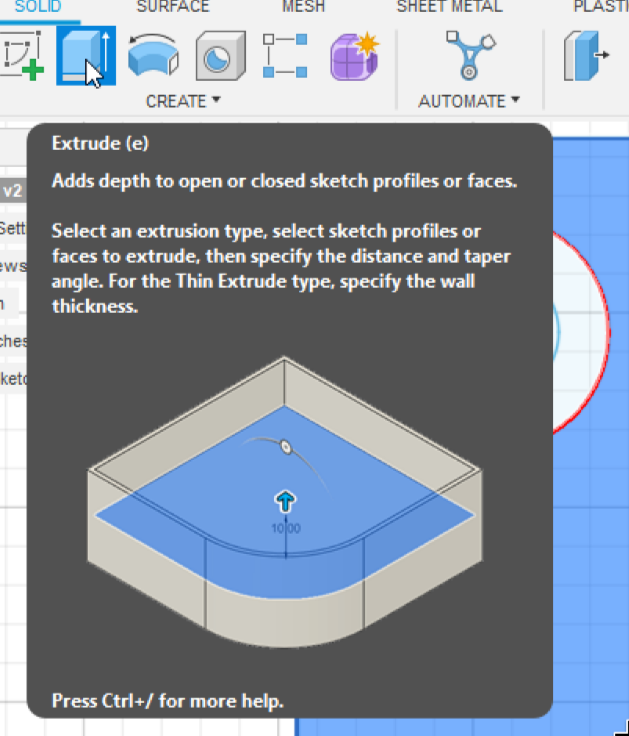 SOLID SURFACE MESH SHEET METAL PLASTI
CREATE ▾ AUTOMATE ▾
Extrude (e)
Adds depth to open or closed sketch profiles or faces.
v2
Select an extrusion type, select sketch profiles or
Sett
faces to extrude, then specify the distance and taper
ews
angle. For the Thin Extrude type, specify the wall
n
thickness.
ches
ketc
10.00
Press Ctrl+/ for more help.